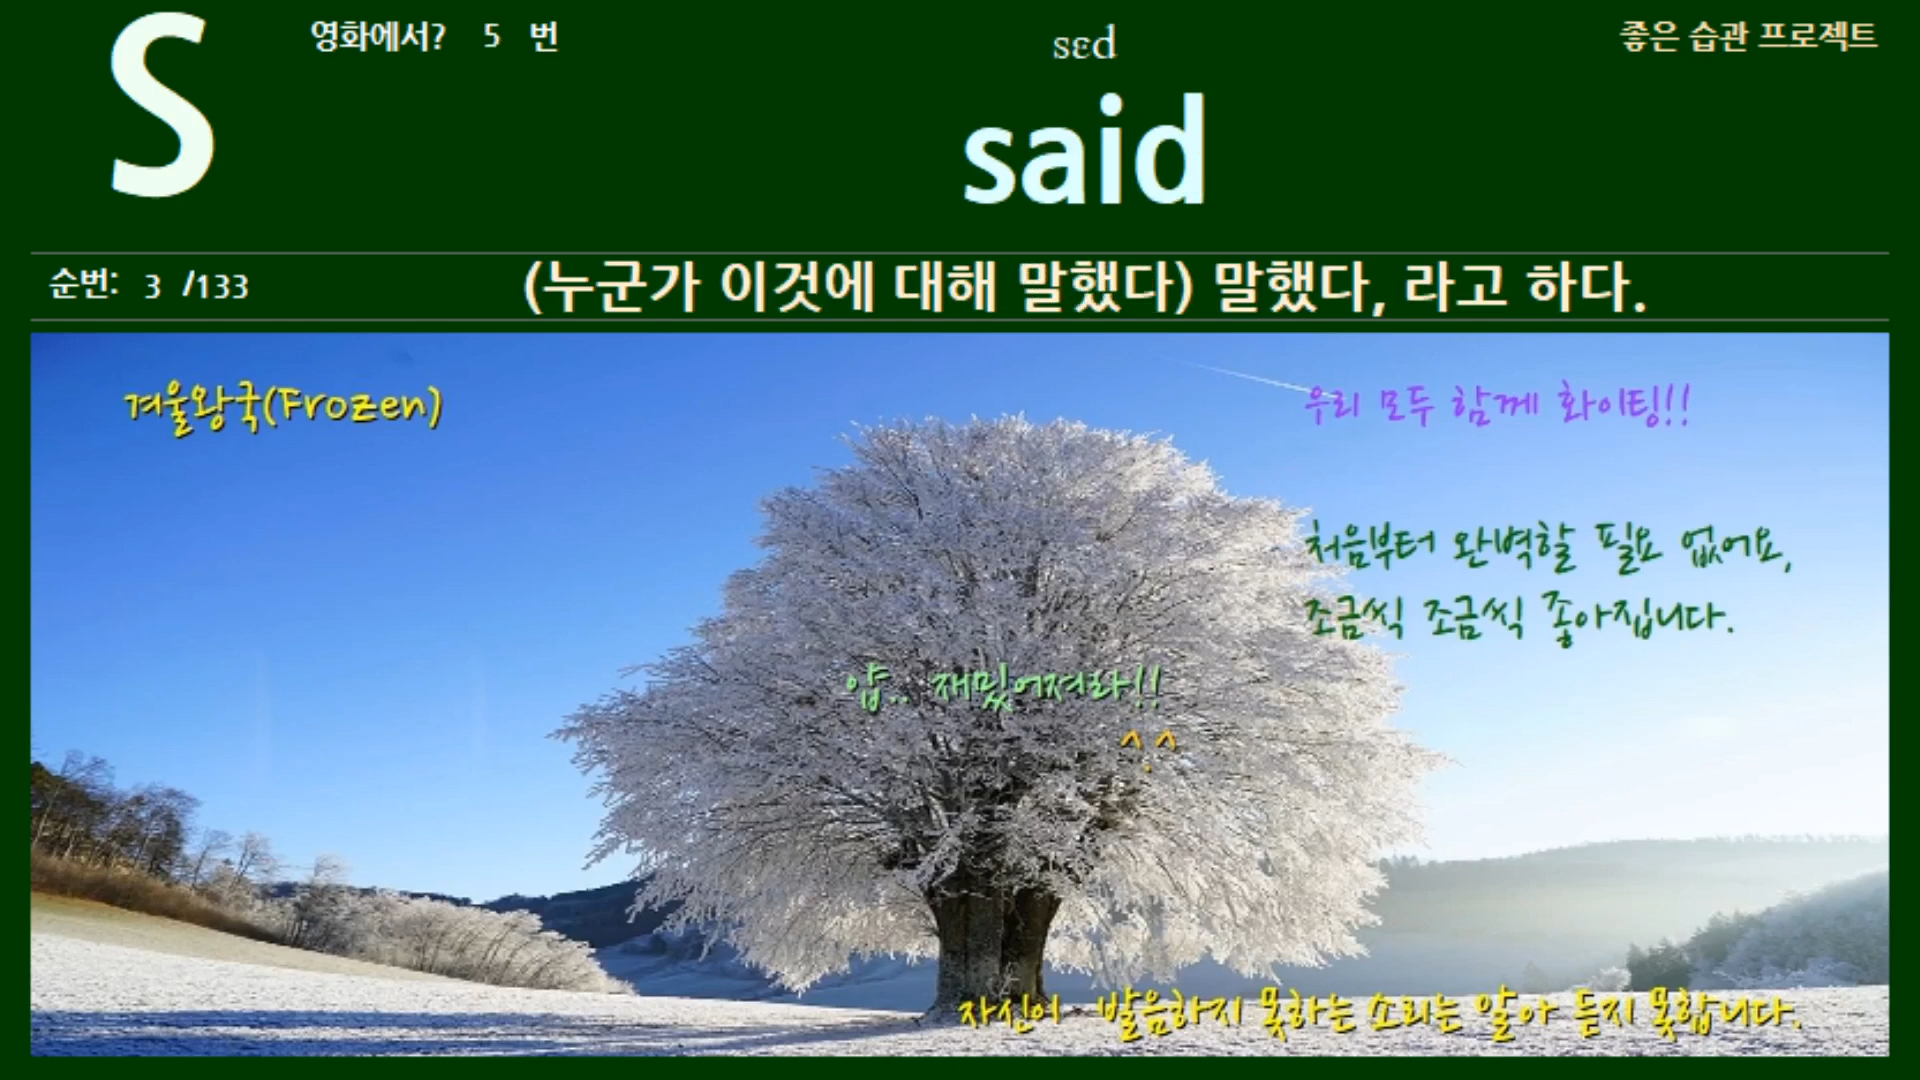 S
영화에서? 5 번
sɛd
좋은 습관 프로젝트
said
순번: 3 /133
(누군가 이것에 대해 말했다) 말했다, 라고 하다.
겨울왕국(Frozen)
우리 모두 함께 화이팅!!
처음부터 완벽할 필요 없어요,
조금씩 조금씩 좋아집니다.
얍.. 재밌어져라!!
^.^
자신이 발음하지 못하는 소리는 알아 듣지 못합니다.